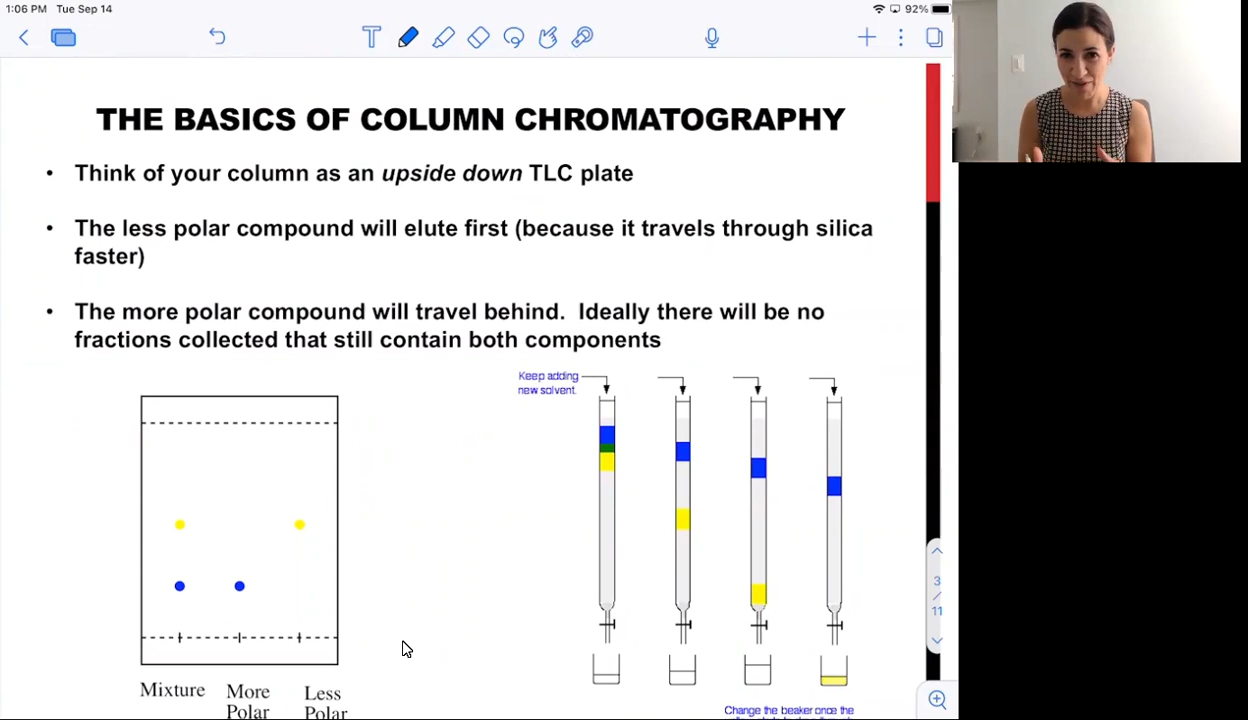 1:06 PM Tue Sep 14
92%
T
THE BASICS OF COLUMN CHROMATOGRAPHY
• Think of your column as an upside down TLC plate
• The less polar compound will elute first (because it travels through silica
faster)
• The more polar compound will travel behind. Ideally there will be no
fractions collected that still contain both components
Keep adding
new solvent.
3
/
11
Mixture
More
Polar
Less
Polar
Change the beaker once the